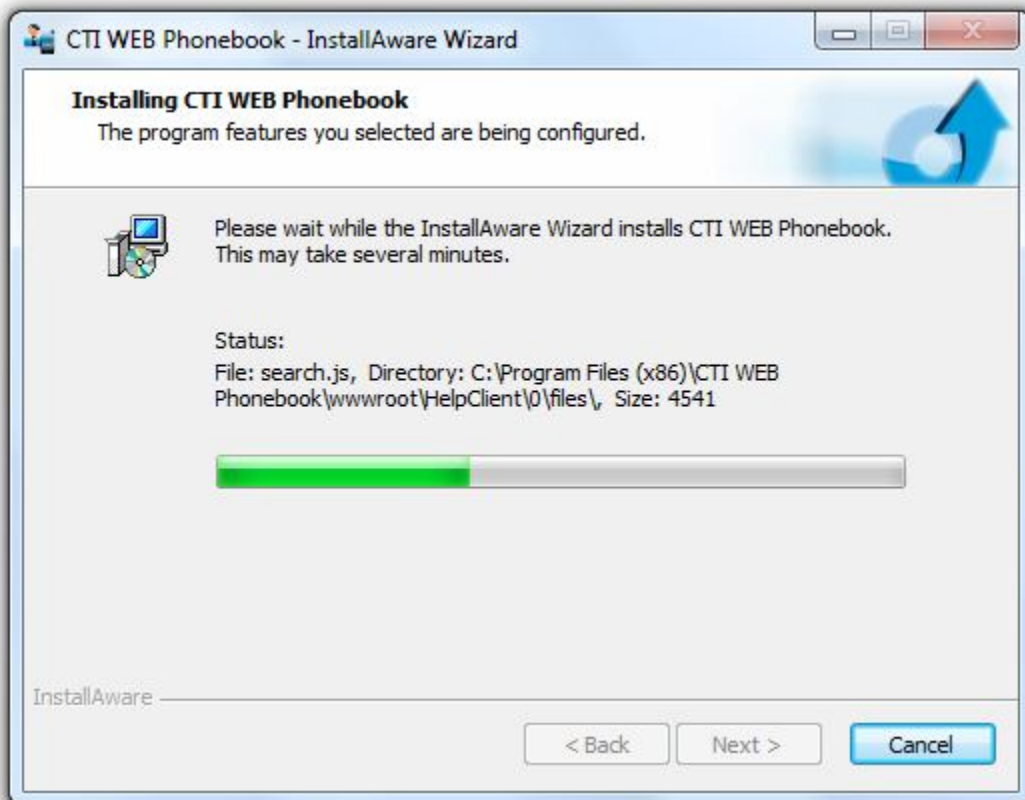 CTI WEB Phonebook - InstallAware Wizard
Installing CTI WEB Phonebook
The program features you selected are being configured.
Please wait while the InstallAware Wizard installs CTI WEB Phonebook.
This may take several minutes.
Status:
File: search.js,  Directory: C:\Program Files (x86)\CTI WEB
Phonebook\wwwroot\HelpClient\0\files\,  Size: 4541
InstallAware
< Back
Next >
Cancel